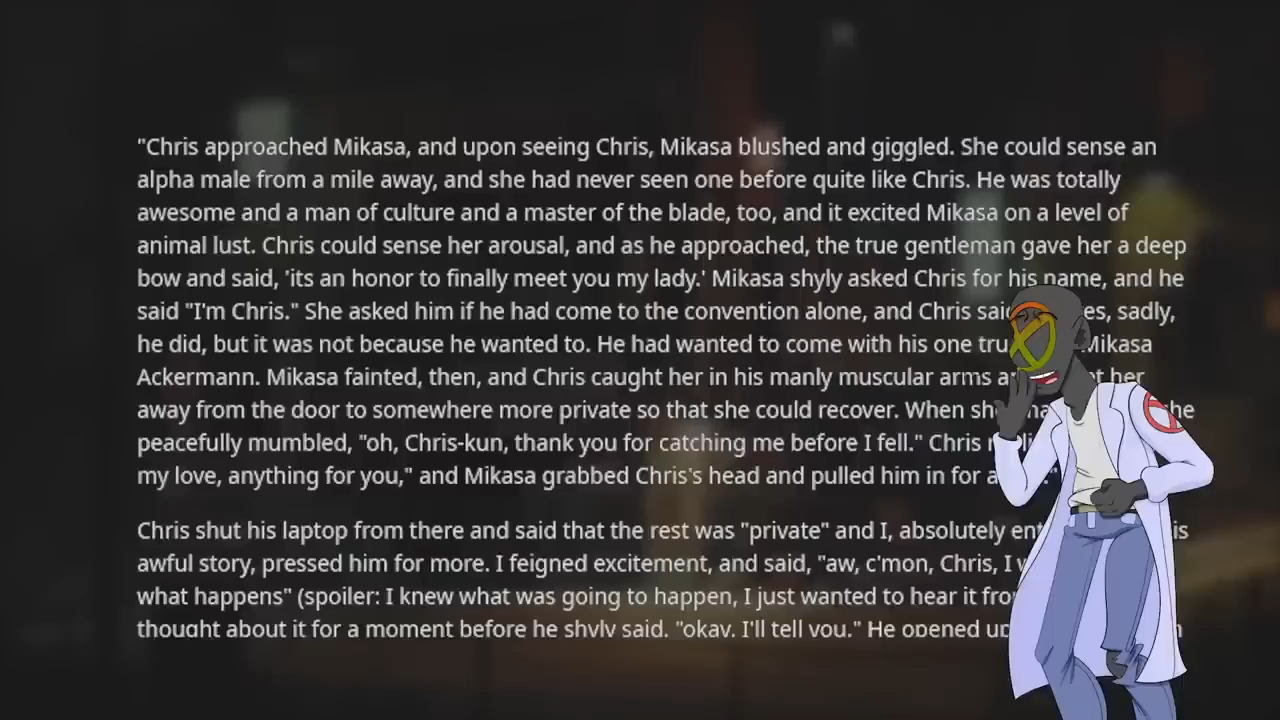 "Chris approached Mikasa, and upon seeing Chris, Mikasa blushed and giggled. She could sense an
alpha male from a mile away, and she had never seen one before quite like Chris. He was totally
awesome and a man of culture and a master of the blade, too, and it excited Mikasa on a level of
animal lust. Chris could sense her arousal, and as he approached, the true gentleman gave her a deep
bow and said, 'its an honor to finally meet you my lady.' Mikasa shyly asked Chris for his name, and he
said "I'm Chris." She asked him if he had come to the convention alone, and Chris sadly,
he did, but it was not because he wanted to. He had wanted to come with his one Mikasa
Ackermann. Mikasa fainted, then, and Chris caught her in his manly muscular arms her
away from the door to somewhere more private so that she could recover. When
peacefully mumbled, "oh, Chris-kun, thank you for catching me before I fell." Chris
my love, anything for you," and Mikasa grabbed Chris's head and pulled him in for a
Chris shut his laptop from there and said that the rest was "private" and I, absolutely
awful story, pressed him for more. I feigned excitement, and said, "aw, c'mon, Chris, I
what happens" (spoiler: I knew what was going to happen, I just wanted to hear it
thought about it for a moment before he shyly said, "okay, I'll tell you." He opened